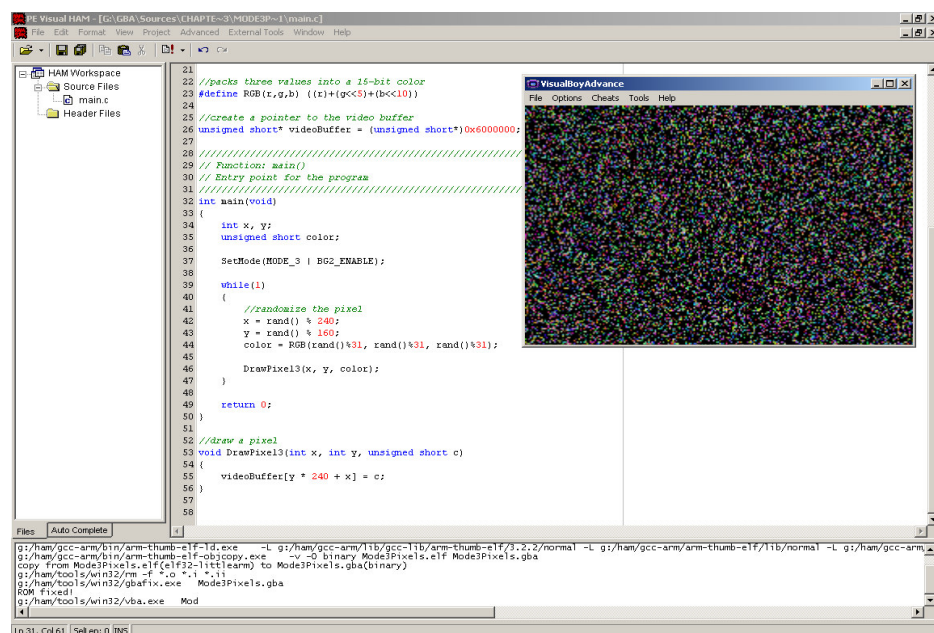 PE Visual HAM - [G:\GBA\Sources\CHAPTE~3\MODE3P~1\main.c]
File Edit Format View Project Advanced External Tools Window Help
HAM Workspace
Source Files
main.c
Header Files
Files Auto Complete
21
22 //packs three values into a 15-bit color
23 #define RGB(r,g,b) ((r)+(g<<5)+(b<<10))
24
25 //create a pointer to the video buffer
26 unsigned short* videoBuffer = (unsigned short*)0x6000000;
27
28 //////////////////////////////////////////////////////
29 // Function: main()
30 // Entry point for the program
31 //////////////////////////////////////////////////////
32 int main(void)
33 {
34 int x, y;
35 unsigned short color;
36
37 SetMode(MODE_3 | BG2_ENABLE);
38
39 while(1)
40 {
41 //randomize the pixel
42 x = rand() % 240;
43 y = rand() % 160;
44 color = RGB(rand()%31, rand()%31, rand()%31);
45
46 DrawPixel3(x, y, color);
47 }
48
49 return 0;
50 }
51
52 //draw a pixel
53 void DrawPixel3(int x, int y, unsigned short c)
54 {
55 videoBuffer[y * 240 + x] = c;
56 }
57
58
VisualBoyAdvance
File Options Cheats Tools Help
g:/ham/gcc-arm/bin/arm-thumb-elf-ld.exe -L g:/ham/gcc-arm/lib/gcc-lib/arm-thumb-elf/3.2.2/normal -L g:/ham/gcc-arm/arm-thumb-elf/lib/normal -L g:/ham/gcc-arm,
g:/ham/gcc-arm/bin/arm-thumb-elf-objcopy.exe -v -O binary Mode3Pixels.elf Mode3Pixels.gba
copy from Mode3Pixels.elf(elf32-littlearm) to Mode3Pixels.gba(binary)
g:/ham/tools/win32/rm -f *.o *.i *.ii
g:/ham/tools/win32/gbafix.exe Mode3Pixels.gba
ROM fixed!
g:/ham/tools/win32/vba.exe Mod
Ln 31, Col 61 Sel len: 0 INS